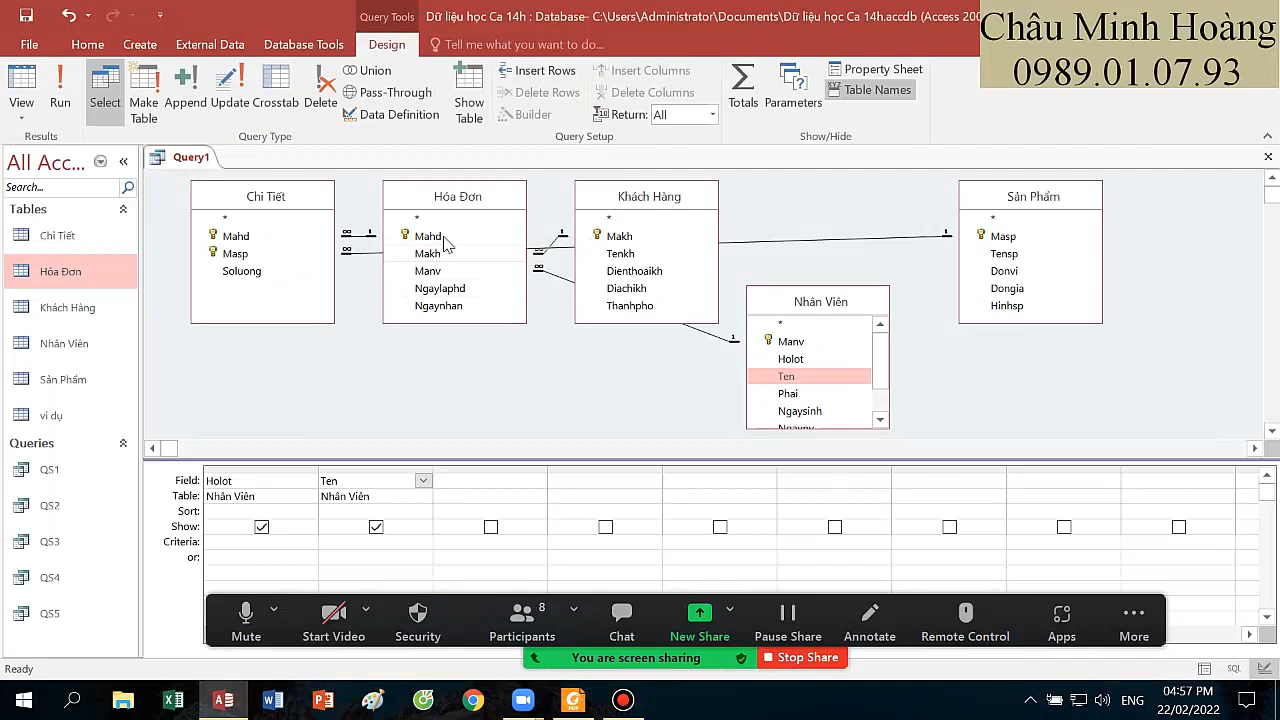 Query Tools
Dữ liệu học Ca 14h : Database- C:\Users\Administrator\Documents\Dữ liệu học Ca 14h.accdb (Access 200
Châu Minh Hoàng
0989.01.07.93
File
Home
Create
External Data
Database Tools
Design
Tell me what you want to do...
View
Run
Select
Make Table
Append
Update
Crosstab
Delete
Union
Pass-Through
Data Definition
Show Table
Insert Rows
Delete Rows
Builder
Insert Columns
Delete Columns
Return: All
Totals
Parameters
Property Sheet
Table Names
Results
Query Type
Query Setup
Show/Hide
All Acc...
Search...
Tables
Chi Tiết
Hóa Đơn
Khách Hàng
Nhân Viên
Sản Phẩm
ví dụ
Queries
QS1
QS2
QS3
QS4
QS5
Query1
Chi Tiết
*
Mahd
Masp
Soluong
Hóa Đơn
*
Mahd
Makh
Manv
Ngaylaphd
Ngaynhan
Khách Hàng
*
Makh
Tenkh
Dienthoaikh
Diachikh
Thanhpho
Nhân Viên
*
Manv
Holot
Ten
Phai
Ngaysinh
Sản Phẩm
*
Masp
Tensp
Donvi
Dongia
Hinhsp
Field: Holot Ten
Table: Nhân Viên Nhân Viên
Sort:
Show:
Criteria:
or:
Mute
Start Video
Security
Participants 8
Chat
New Share
Pause Share
Annotate
Remote Control
Apps
More
You are screen sharing
Stop Share
Ready
SQL
ENG
04:57 PM
22/02/2022